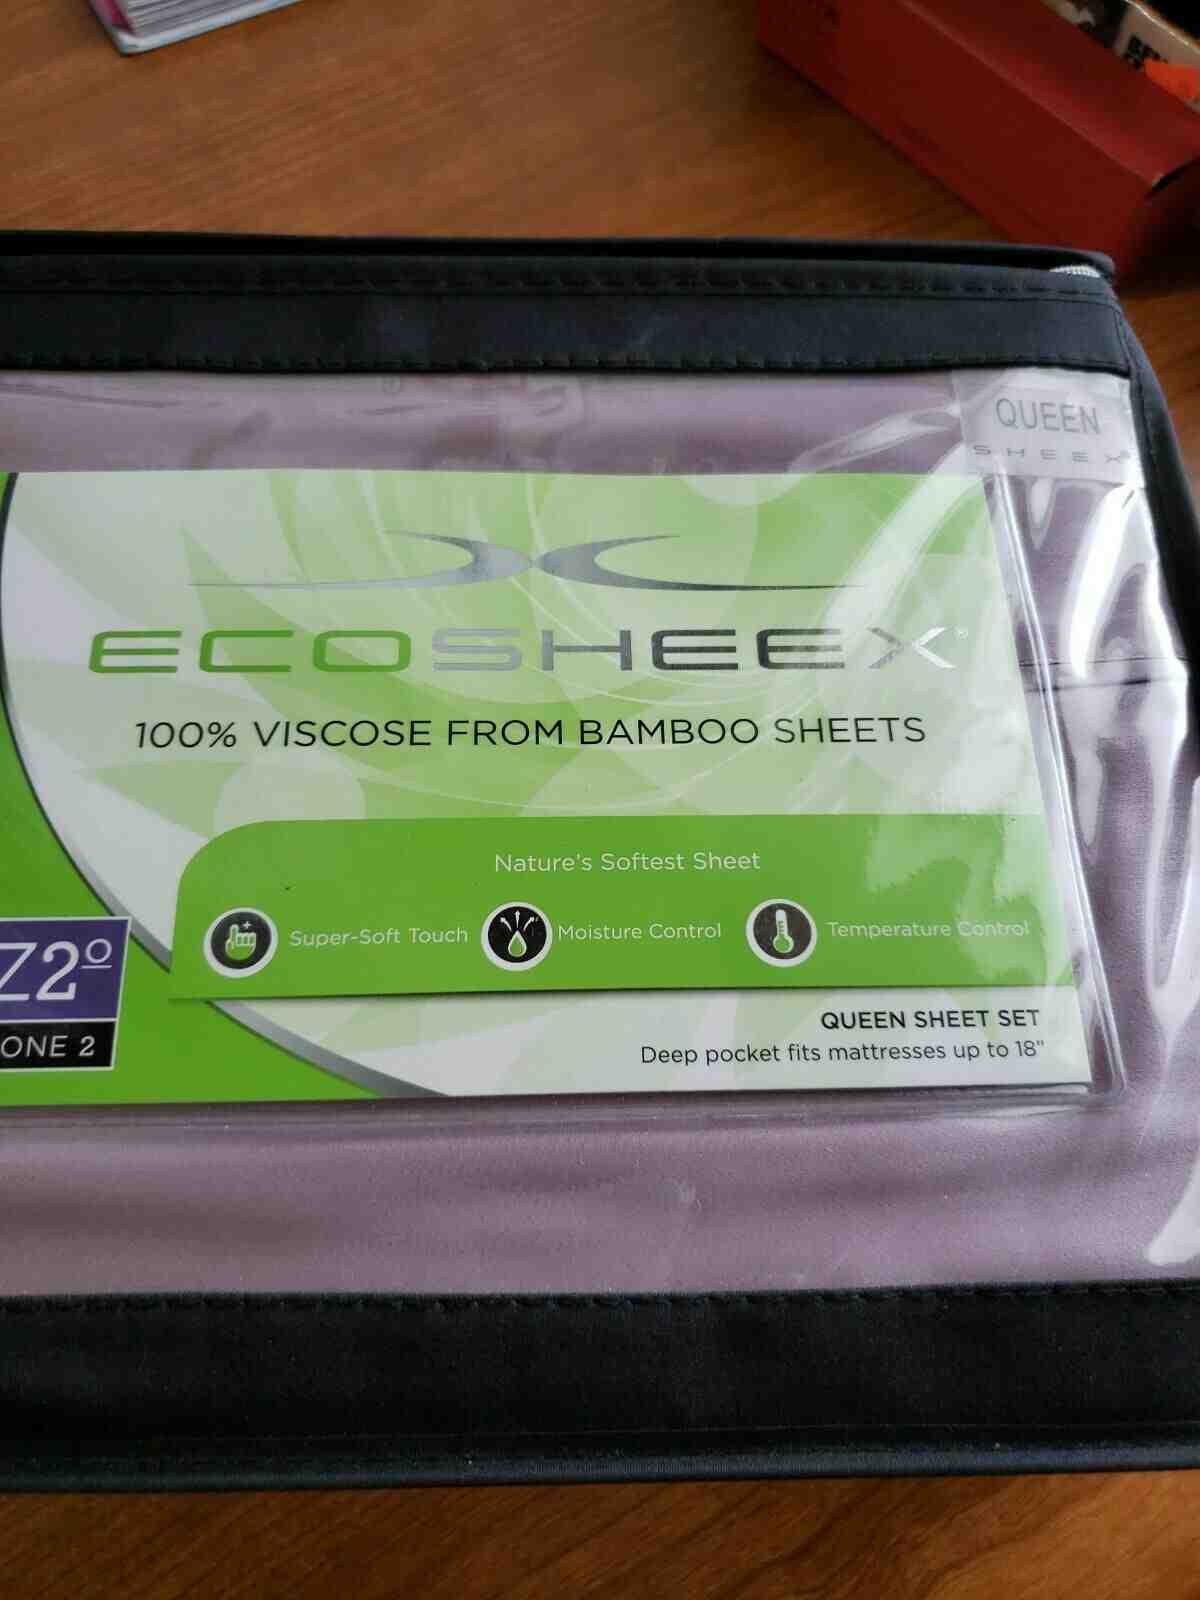 QUEEN
SHEEX®
ECOSHEEX®
100% VISCOSE FROM BAMBOO SHEETS
Nature's Softest Sheet
Super-Soft Touch
Moisture Control
Temperature Control
Z2º
ONE 2
QUEEN SHEET SET
Deep pocket fits mattresses up to 18"